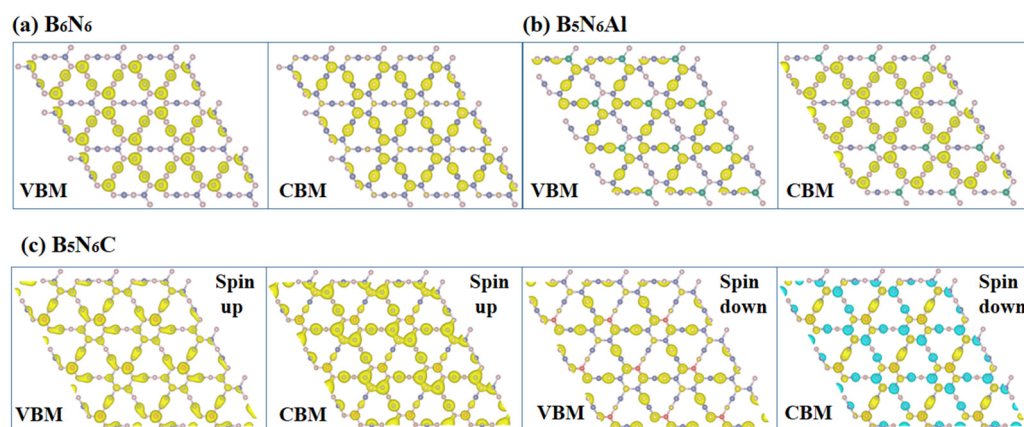 (a) B₆N₆
(b) B₅N₆Al
VBM
CBM
VBM
CBM
(c) B₅N₆C
Spin
up
VBM
Spin
up
CBM
Spin
down
VBM
Spin
down
CBM